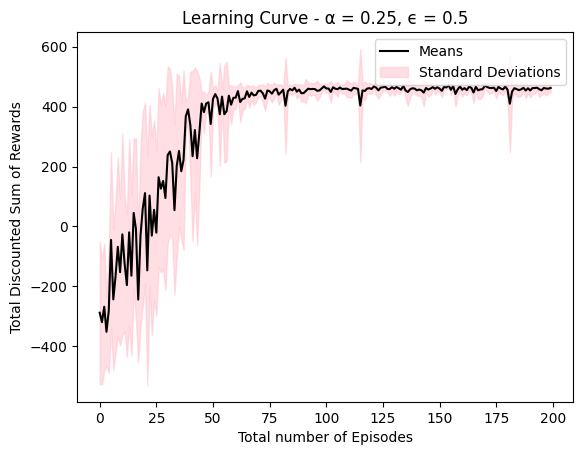 Learning Curve - α = 0.25, ϵ = 0.5
Means
Standard Deviations
Total Discounted Sum of Rewards
600
400
200
0
−200
−400
0 25 50 75 100 125 150 175 200
Total number of Episodes